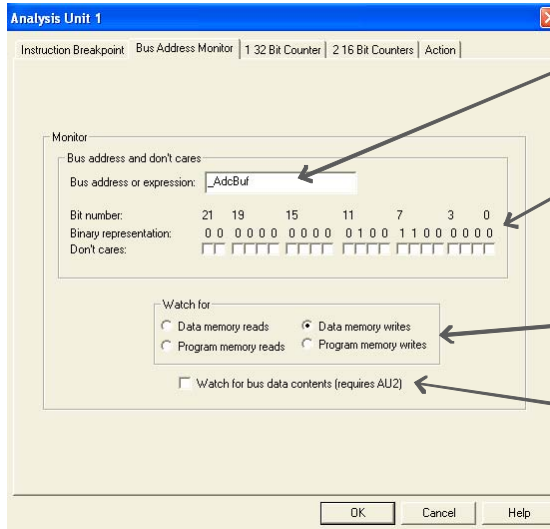 Analysis Unit 1
Instruction Breakpoint Bus Address Monitor 1 32 Bit Counter 2 16 Bit Counters Action
Monitor
Bus address and don't cares
Bus address or expression: _AdcBuf
Bit number: 21 19 15 11 7 3 0
Binary representation: 0 0 0 0 0 0 0 0 0 0 0 1 0 0 1 1 0 0 0 0 0 0
Don't cares:
Watch for
Data memory reads Data memory writes
Program memory reads Program memory writes
Watch for bus data contents (requires AU2)
OK Cancel Help